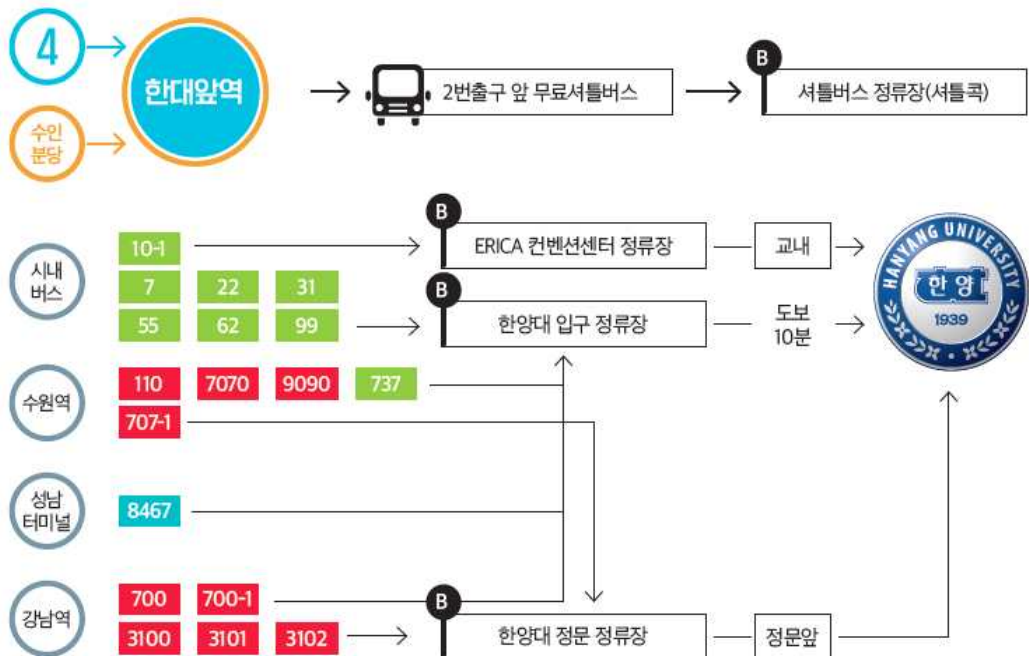 4
한대앞역
2번출구 앞 무료셔틀버스
B
셔틀버스 정류장(셔틀콕)
수인
분당
시내
버스
10-1
7 22 31
55 62 99
B
ERICA 컨벤션센터 정류장
교내
B
한양대 입구 정류장
도보
10분
HANYANG UNIVERSITY
한양
1939
수원역
110 7070 9090 737
707-1
성남
터미널
8467
강남역
700 700-1
3100 3101 3102
B
한양대 정문 정류장
정문앞